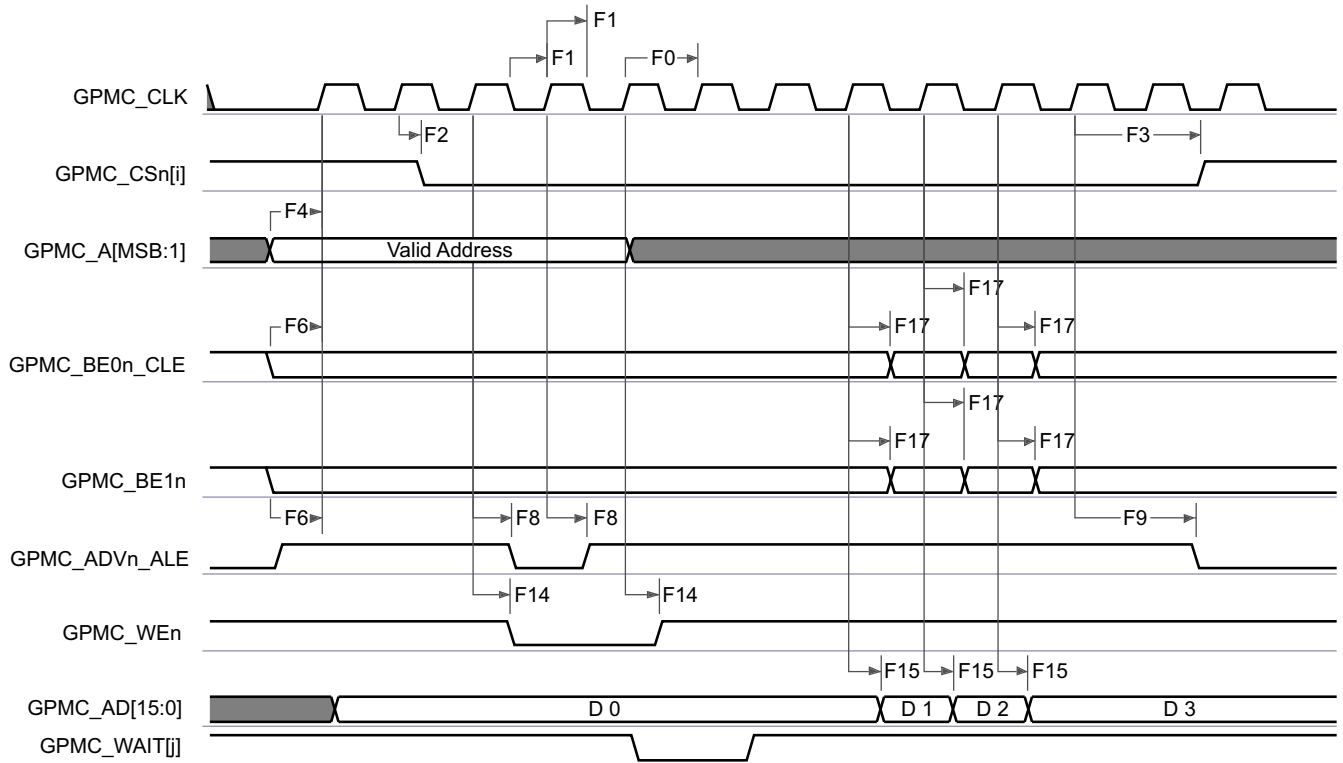 F1
F1
F0
GPMC_CLK
F2
F3
GPMC_CSn[i]
F4
GPMC_A[MSB:1]
Valid Address
F17
F6
F17
F17
GPMC_BE0n_CLE
F17
F17
F17
GPMC_BE1n
F6
F8
F8
F9
GPMC_ADVn_ALE
F14
F14
GPMC_WEn
F15
F15
F15
GPMC_AD[15:0]
D 0
D 1
D 2
D 3
GPMC_WAIT[j]